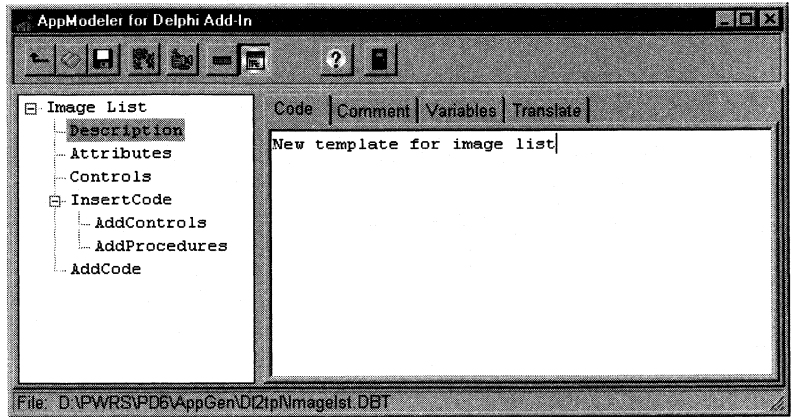 AppModeler for Delphi Add-In
Image List
Description
Attributes
Controls
InsertCode
AddControls
AddProcedures
AddCode
Code Comment Variables Translate
New template for image list
File: D:\PWRS\PD6\AppGen\Dl2tpl\Imagelst.DBT